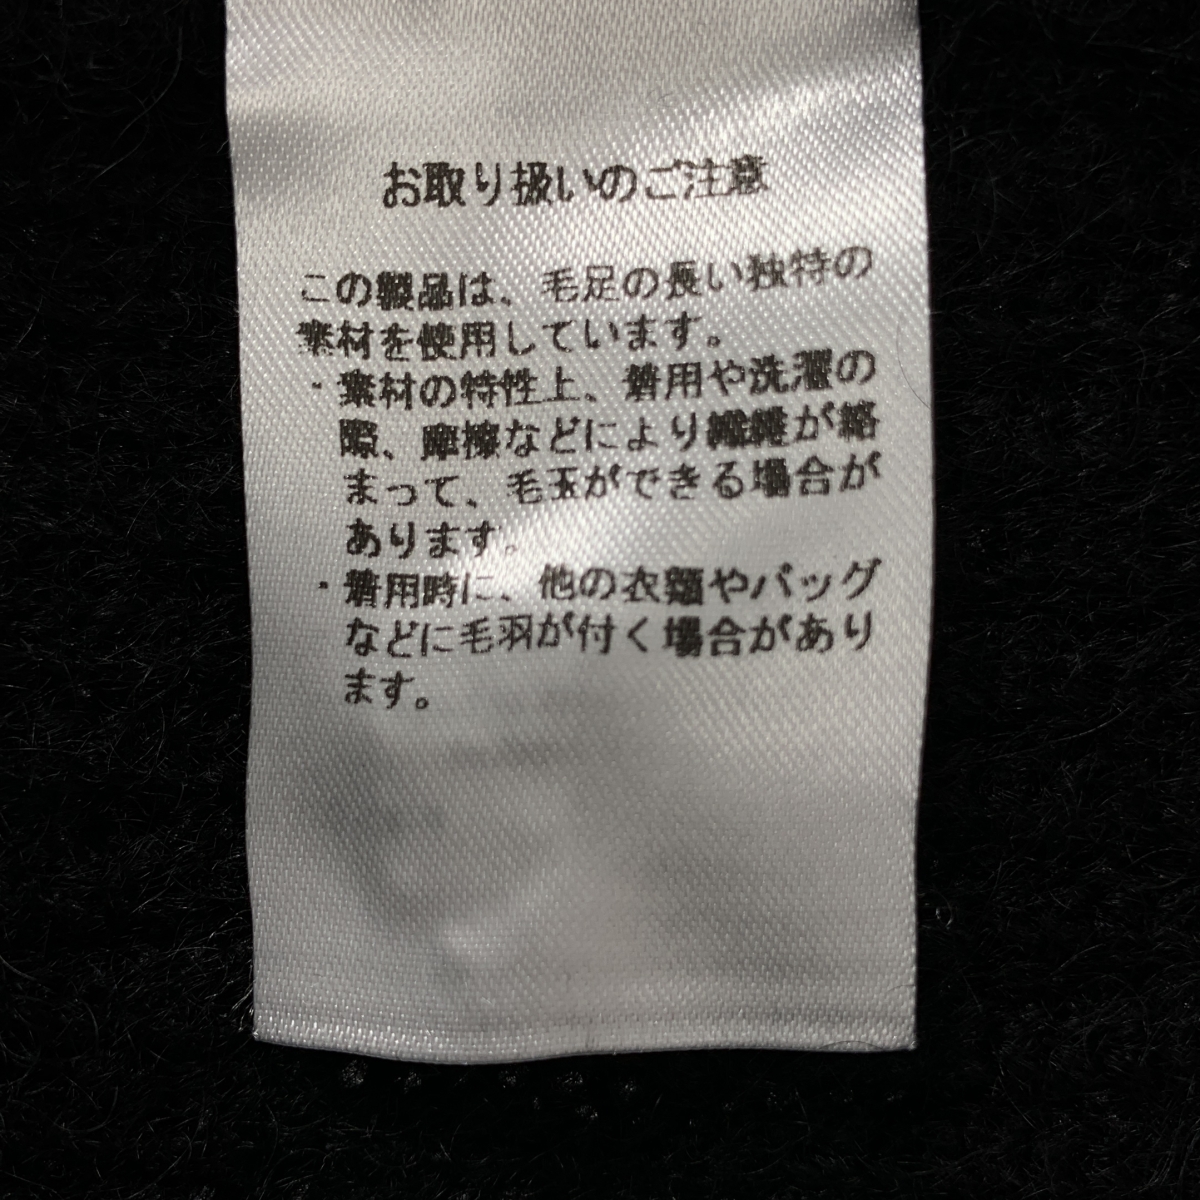 お取り扱いのご注意
この製品は、毛足の長い独特の
素材を使用しています。
・素材の特性上、着用や洗濯の
際、摩擦などにより繊維が絡
まって、毛玉ができる場合が
あります。
・着用時に、他の衣類やバッグ
などに毛羽が付く場合があり
ます。